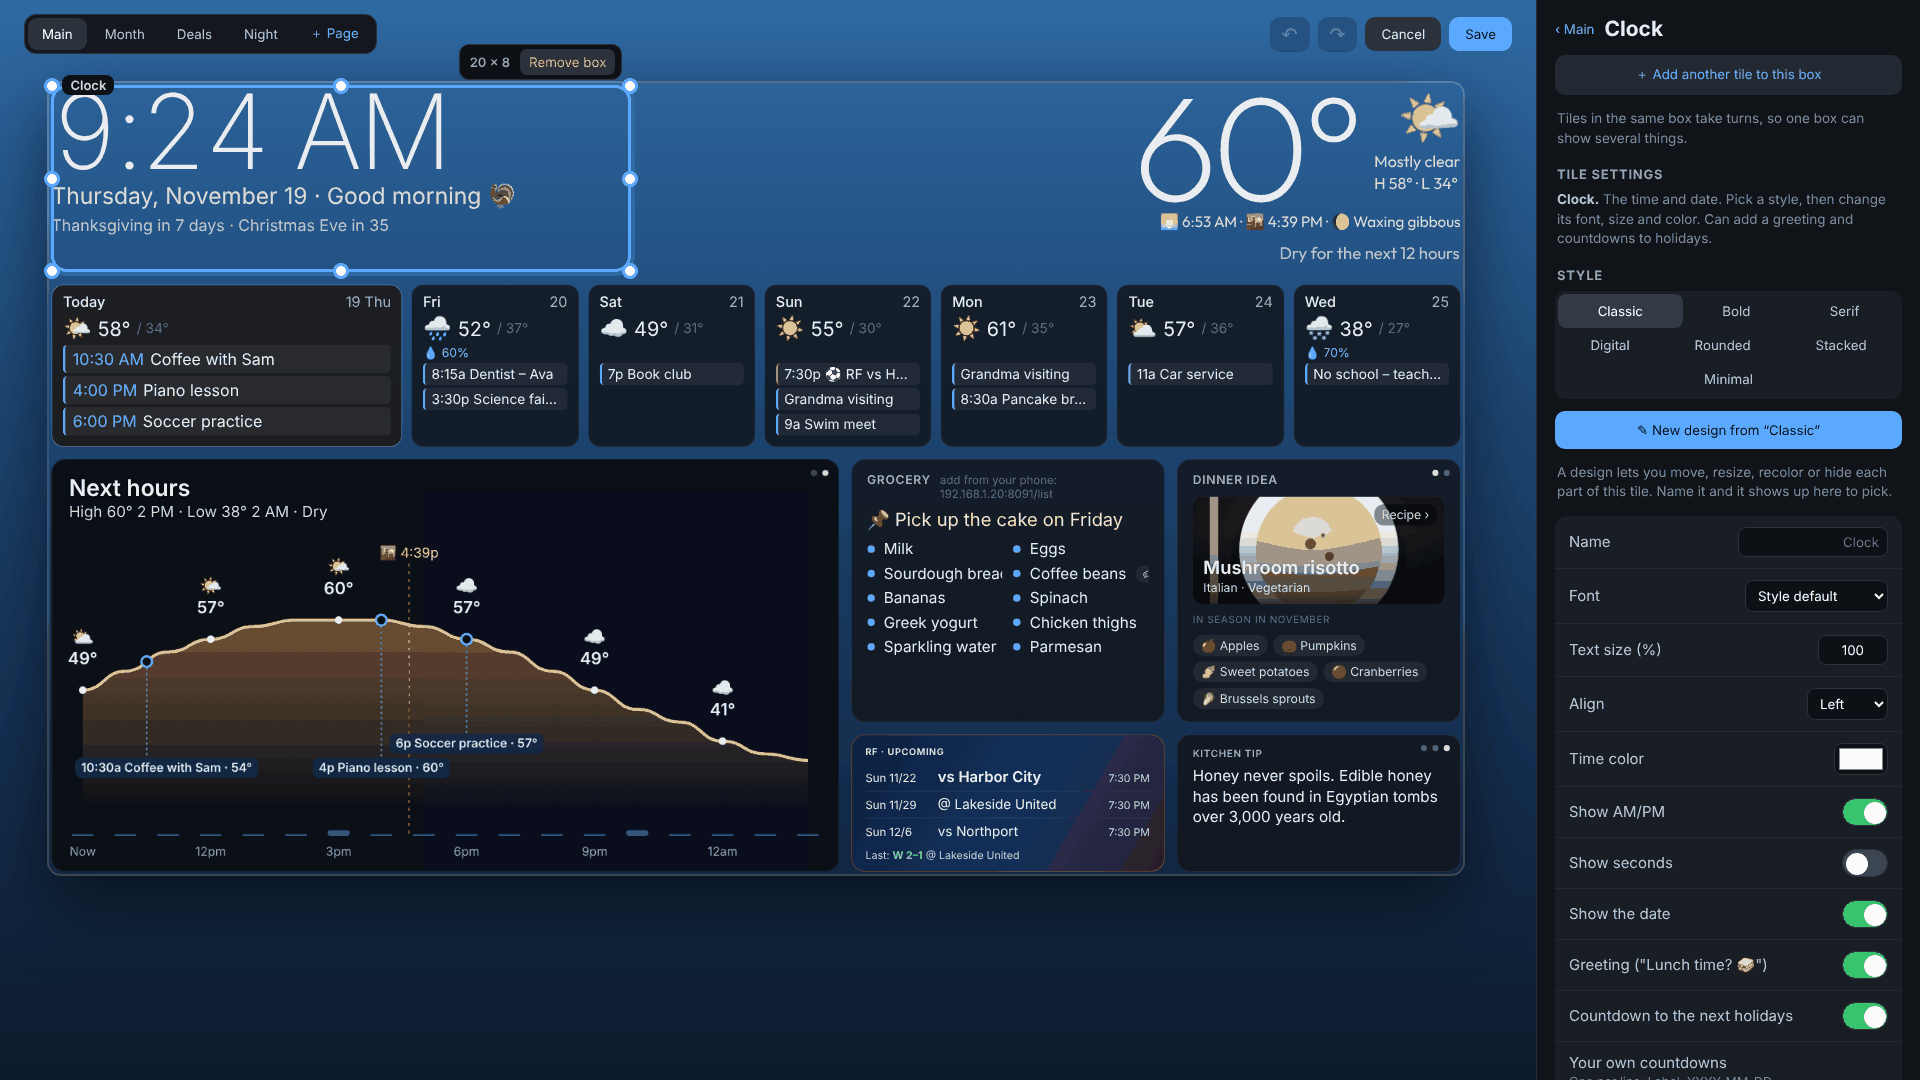 Main Month Deals Night + Page
↶ ↷ Cancel Save
20 × 8 Remove box
Clock
9:24 AM
Thursday, November 19 · Good morning 🦃
Thanksgiving in 7 days · Christmas Eve in 35
60°
Mostly clear
H 58° · L 34°
6:53 AM · 4:39 PM · Waxing gibbous
Dry for the next 12 hours
Today 19 Thu
58° / 34°
10:30 AM Coffee with Sam
4:00 PM Piano lesson
6:00 PM Soccer practice
Fri 20
52° / 37°
60%
8:15a Dentist – Ava
3:30p Science fai...
Sat 21
49° / 31°
7p Book club
Sun 22
55° / 30°
7:30p ⚽ RF vs H...
Grandma visiting
9a Swim meet
Mon 23
61° / 35°
Grandma visiting
8:30a Pancake br...
Tue 24
57° / 36°
11a Car service
Wed 25
38° / 27°
70%
No school – teach...
Next hours
High 60° 2 PM · Low 38° 2 AM · Dry
4:39p
49°
57°
60°
57°
49°
41°
6p Soccer practice · 57°
10:30a Coffee with Sam · 54°
4p Piano lesson · 60°
Now 12pm 3pm 6pm 9pm 12am
GROCERY add from your phone:
192.168.1.20:8091/list
📌 Pick up the cake on Friday
Milk
Sourdough brea
Bananas
Greek yogurt
Sparkling water
Eggs
Coffee beans
Spinach
Chicken thighs
Parmesan
DINNER IDEA
Recipe ›
Mushroom risotto
Italian · Vegetarian
IN SEASON IN NOVEMBER
Apples Pumpkins
Sweet potatoes Cranberries
Brussels sprouts
RF · UPCOMING
Sun 11/22 vs Harbor City 7:30 PM
Sun 11/29 @ Lakeside United 7:30 PM
Sun 12/6 vs Northport 7:30 PM
Last: W 2–1 @ Lakeside United
KITCHEN TIP
Honey never spoils. Edible honey
has been found in Egyptian tombs
over 3,000 years old.
‹ Main Clock
+ Add another tile to this box
Tiles in the same box take turns, so one box can
show several things.
TILE SETTINGS
Clock. The time and date. Pick a style, then change
its font, size and color. Can add a greeting and
countdowns to holidays.
STYLE
Classic Bold Serif
Digital Rounded Stacked
Minimal
✎ New design from “Classic”
A design lets you move, resize, recolor or hide each
part of this tile. Name it and it shows up here to pick.
Name Clock
Font Style default
Text size (%) 100
Align Left
Time color
Show AM/PM
Show seconds
Show the date
Greeting ("Lunch time? 🥪")
Countdown to the next holidays
Your own countdowns